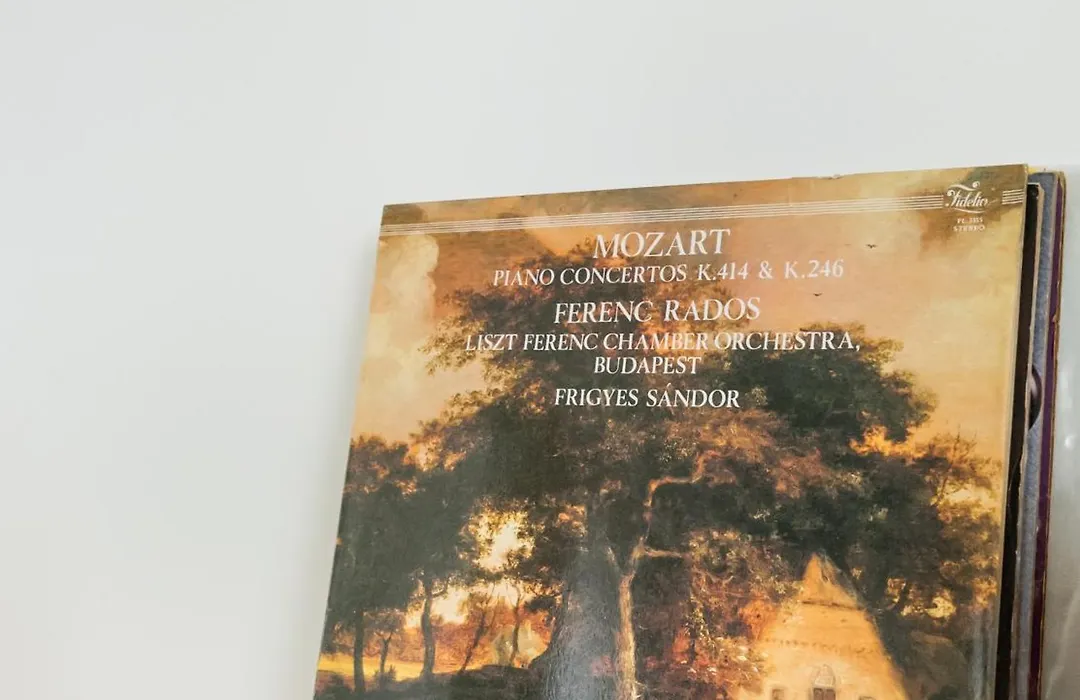 Fidelio
STEREO
MOZART
PIANO CONCERTOS K.414 & K.246
FERENC RADOS
LISZT FERENC CHAMBER ORCHESTRA,
BUDAPEST
FRIGYES SÁNDOR